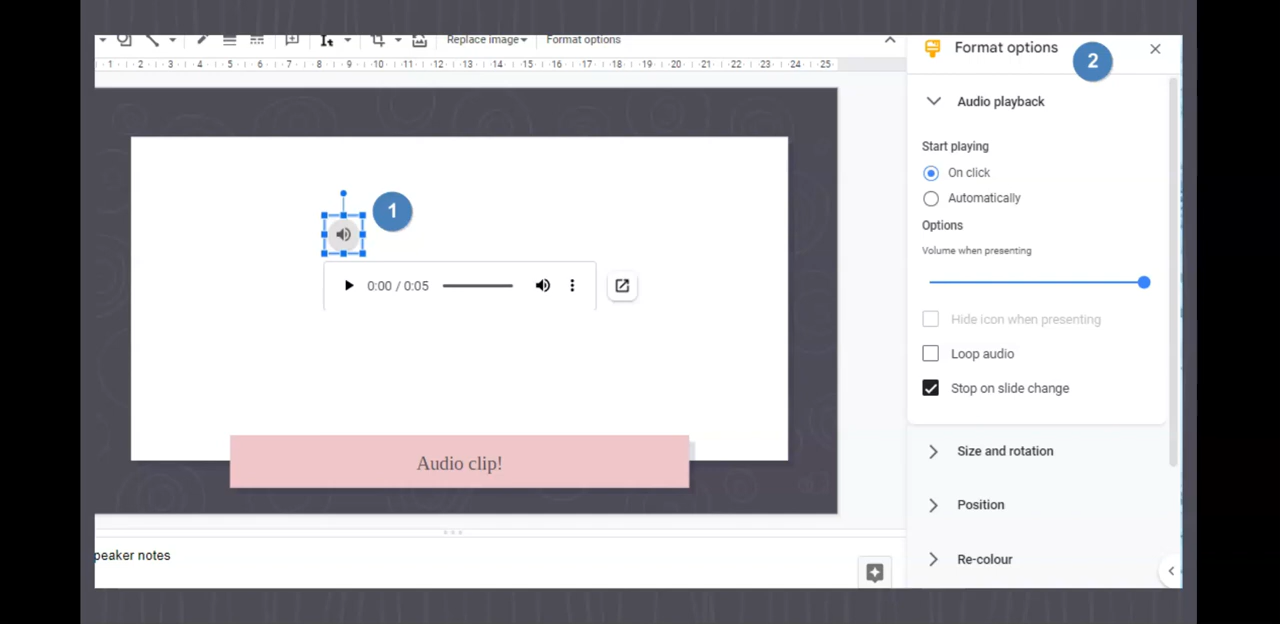 Replace image Format options
1 2 3 4 5 6 7 8 9 10 11 12 13 14 15 16 17 18 19 20 21 22 23 24 25
Format options
2
Audio playback
Start playing
On click
Automatically
Options
Volume when presenting
Hide icon when presenting
Loop audio
Stop on slide change
Size and rotation
Position
Re-colour
1
0:00 / 0:05
Audio clip!
peaker notes